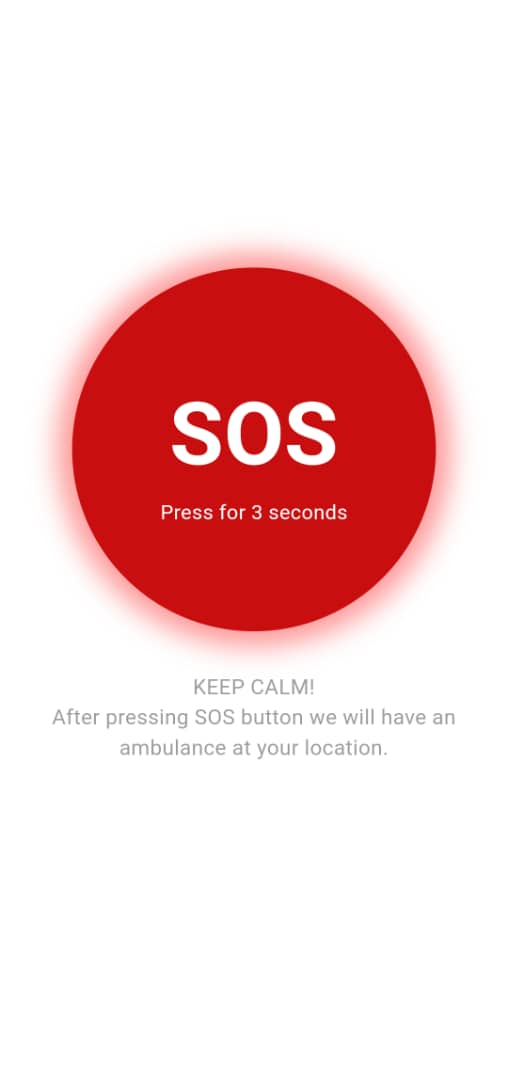 SOS
Press for 3 seconds
KEEP CALM!
After pressing SOS button we will have an
ambulance at your location.